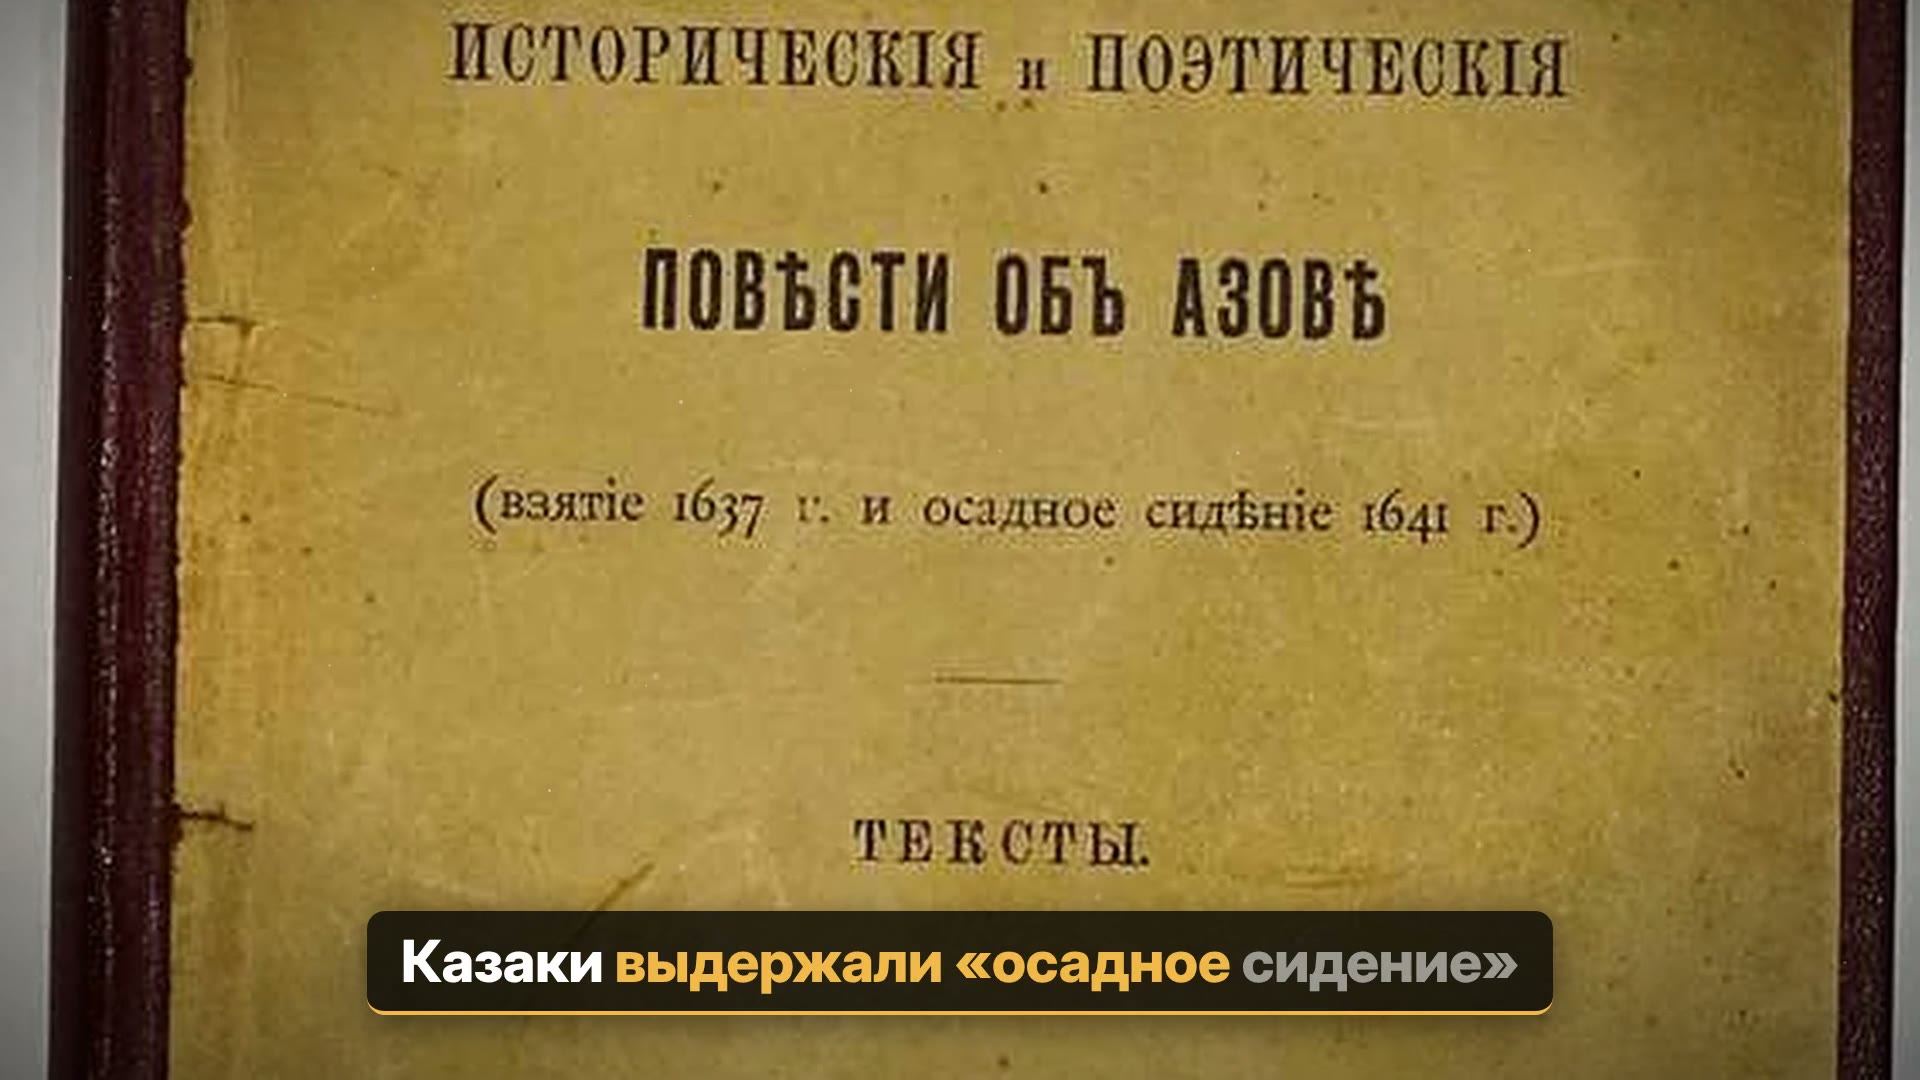 ИСТОРИЧЕСКІЯ и ПОЭТИЧЕСКІЯ
ПОВѢСТИ ОБЪ АЗОВѢ
(взятіе 1637 г. и осадное сидѣніе 1641 г.)
ТЕКСТЫ.
Казаки выдержали «осадное сидение»